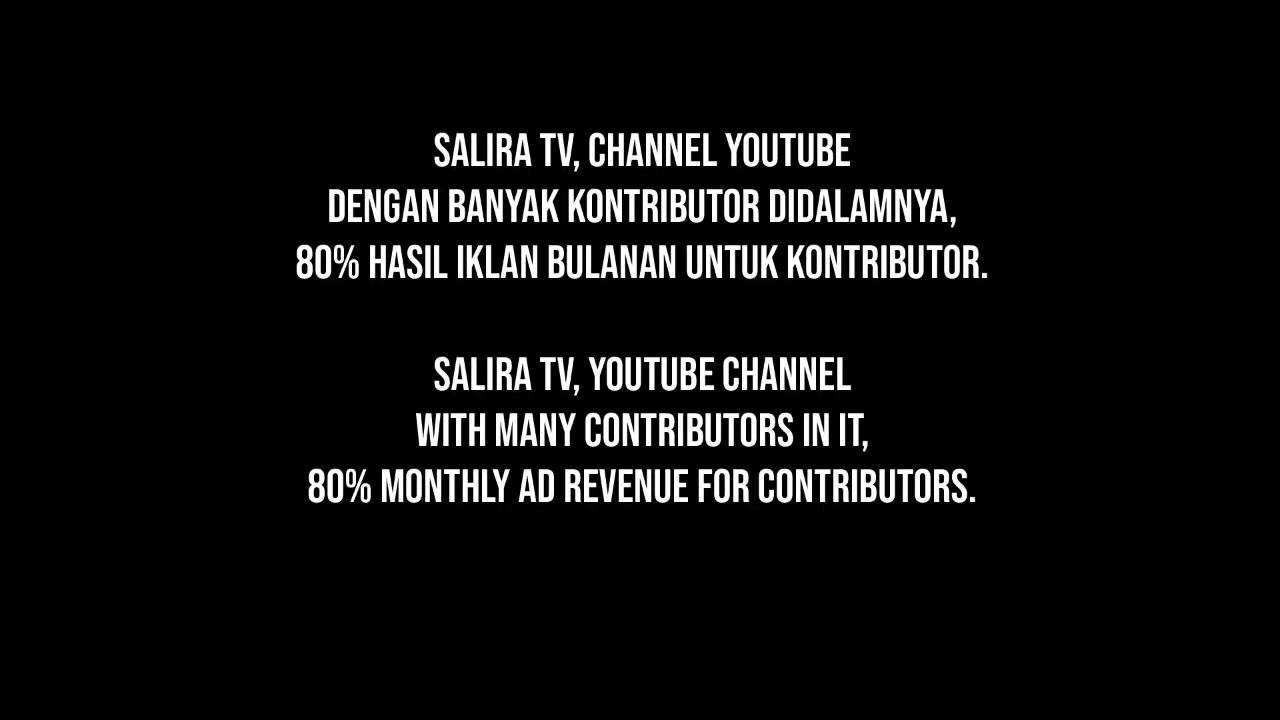 SALIRA TV, CHANNEL YOUTUBE
DENGAN BANYAK KONTRIBUTOR DIDALAMNYA,
80% HASIL IKLAN BULANAN UNTUK KONTRIBUTOR.
SALIRA TV, YOUTUBE CHANNEL
WITH MANY CONTRIBUTORS IN IT,
80% MONTHLY AD REVENUE FOR CONTRIBUTORS.